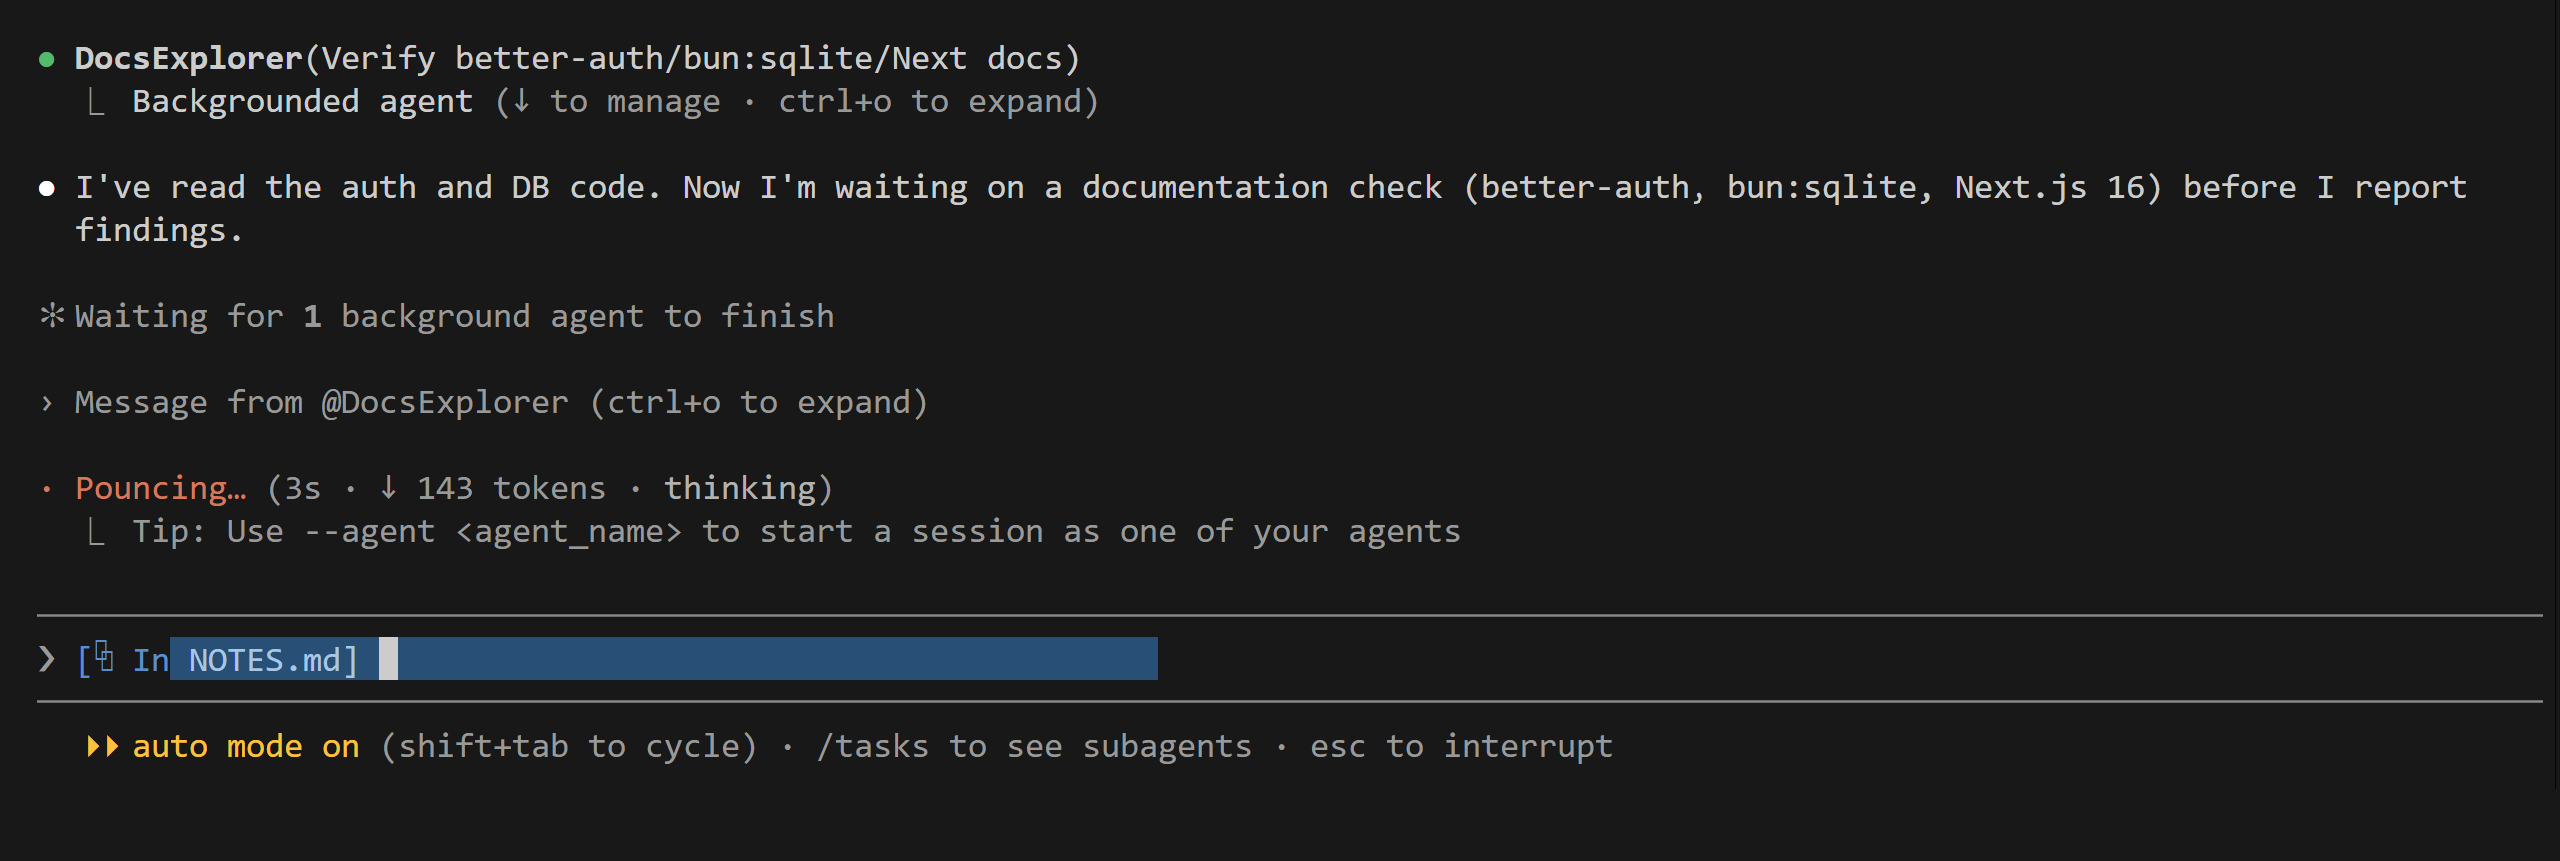 ● DocsExplorer(Verify better-auth/bun:sqlite/Next docs)
⎿ Backgrounded agent (↓ to manage · ctrl+o to expand)
● I've read the auth and DB code. Now I'm waiting on a documentation check (better-auth, bun:sqlite, Next.js 16) before I report
findings.
✻ Waiting for 1 background agent to finish
› Message from @DocsExplorer (ctrl+o to expand)
· Pouncing… (3s · ↓ 143 tokens · thinking)
⎿ Tip: Use --agent <agent_name> to start a session as one of your agents
❯ [⧉ In NOTES.md]
⏵⏵ auto mode on (shift+tab to cycle) · /tasks to see subagents · esc to interrupt